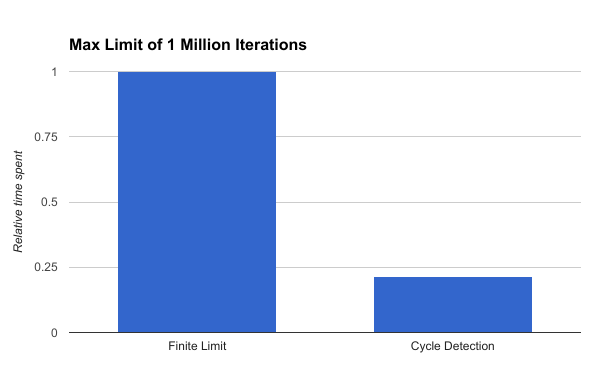 Max Limit of 1 Million Iterations
1
0.75
0.5
0.25
0
Relative time spent
Finite Limit
Cycle Detection